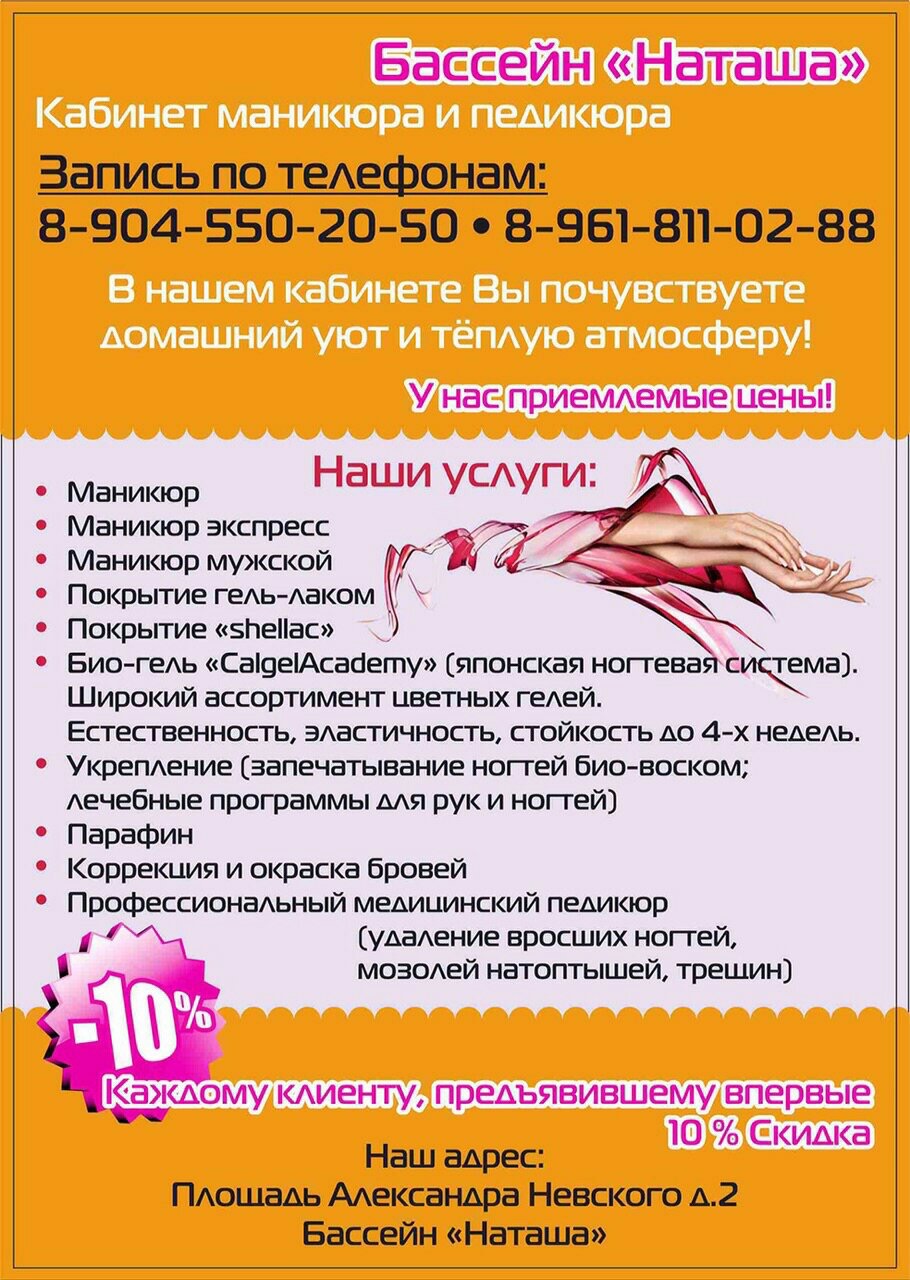 Бассейн «Наташа»
Кабинет маникюра и педикюра
Запись по телефонам:
8-904-550-20-50 • 8-961-811-02-88
В нашем кабинете Вы почувствуете
домашний уют и тёплую атмосферу!
У нас приемлемые цены!
Наши услуги:
• Маникюр
• Маникюр экспресс
• Маникюр мужской
• Покрытие гель-лаком
• Покрытие «shellac»
• Био-гель «CalgelAcademy» (японская ногтевая система).
Широкий ассортимент цветных гелей.
Естественность, эластичность, стойкость до 4-х недель.
• Укрепление (запечатывание ногтей био-воском;
лечебные программы для рук и ногтей)
• Парафин
• Коррекция и окраска бровей
• Профессиональный медицинский педикюр
(удаление вросших ногтей,
мозолей натоптышей, трещин)
-10%
Каждому клиенту, предъявившему впервые
10 % Скидка
Наш адрес:
Площадь Александра Невского д.2
Бассейн «Наташа»